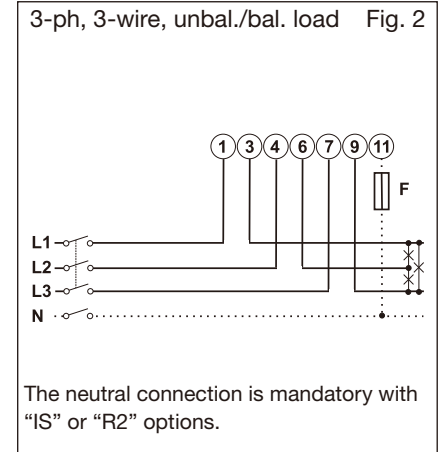 3-ph, 3-wire, unbal./bal. load Fig. 2
1 3 4 6 7 9 11
F
L1
L2
L3
N
The neutral connection is mandatory with
“IS” or “R2” options.